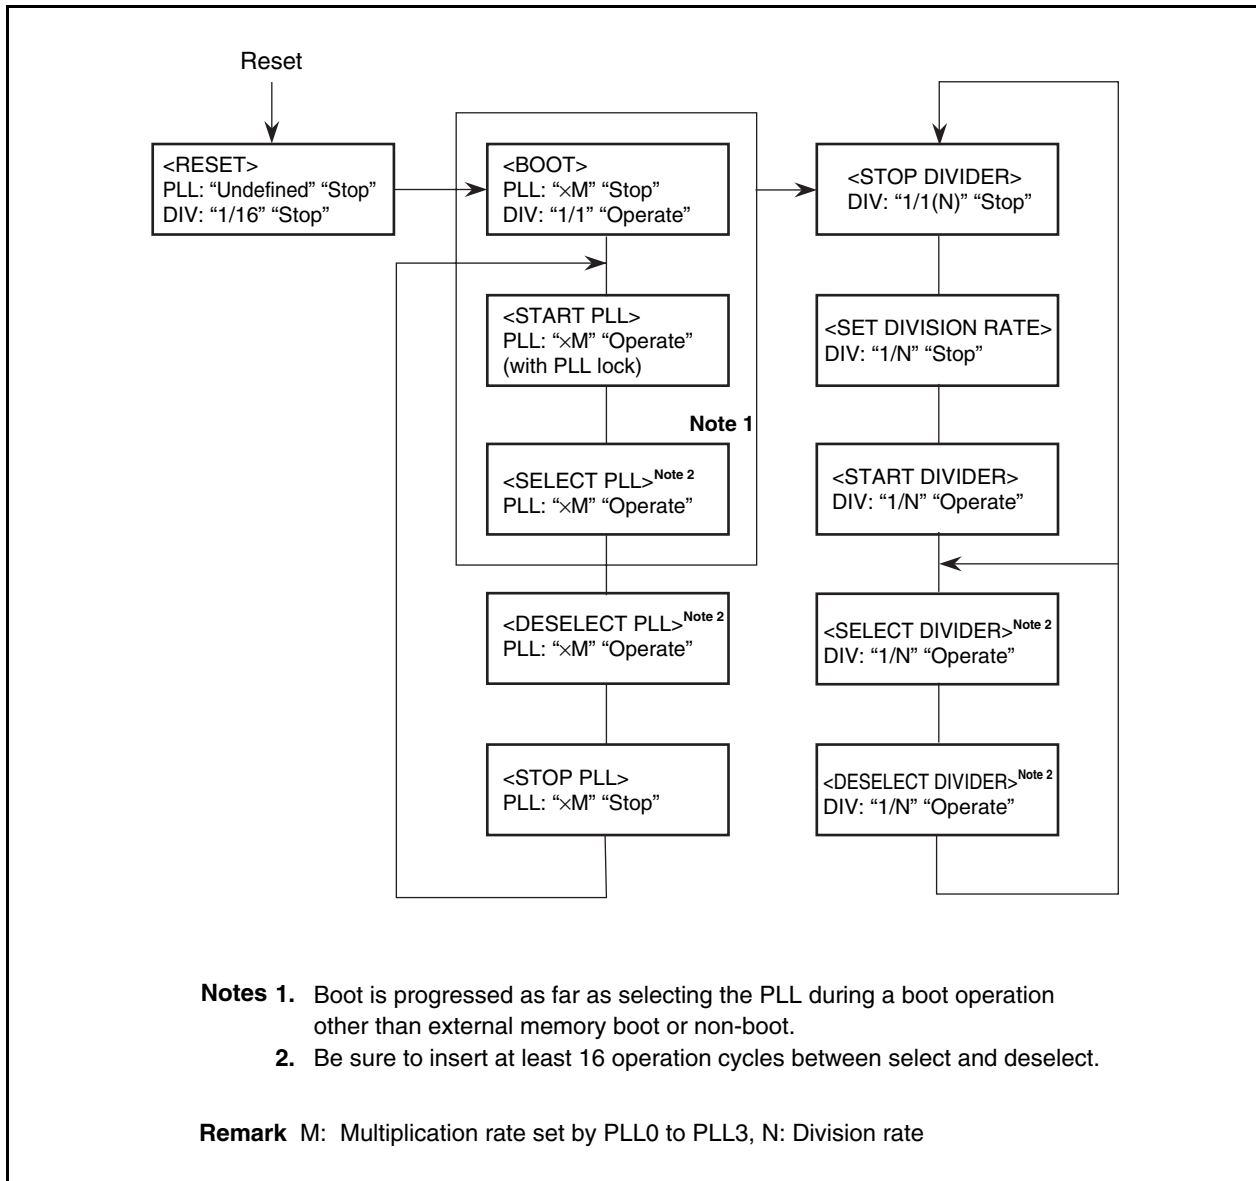 Reset
<RESET>
PLL: “Undefined” “Stop”
DIV: “1/16” “Stop”
<BOOT>
PLL: “×M” “Stop”
DIV: “1/1” “Operate”
<START PLL>
PLL: “×M” “Operate”
(with PLL lock)
Note 1
<SELECT PLL>Note 2
PLL: “×M” “Operate”
<DESELECT PLL>Note 2
PLL: “×M” “Operate”
<STOP PLL>
PLL: “×M” “Stop”
<STOP DIVIDER>
DIV: “1/1(N)” “Stop”
<SET DIVISION RATE>
DIV: “1/N” “Stop”
<START DIVIDER>
DIV: “1/N” “Operate”
<SELECT DIVIDER>Note 2
DIV: “1/N” “Operate”
<DESELECT DIVIDER>Note 2
DIV: “1/N” “Operate”
Notes 1. Boot is progressed as far as selecting the PLL during a boot operation
other than external memory boot or non-boot.
2. Be sure to insert at least 16 operation cycles between select and deselect.
Remark M: Multiplication rate set by PLL0 to PLL3, N: Division rate